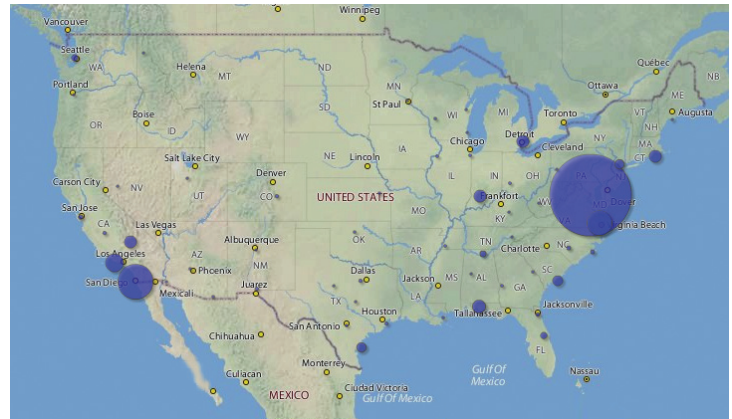 Winnipeg
Vancouver
Seattle
WA
Helena
MT
ND
MN
Québec
NB
Ottawa
ME
Portland
OR
Boise
ID
SD
St Paul
WI
MI
Toronto
VT
NH
Augusta
WY
Salt Lake City
NE
Lincoln
IA
Chicago
Detroit
Cleveland
NY
MA
CT
Carson City
NV
UT
Denver
CO
UNITED STATES
IL
IN
OH
PA
San Jose
CA
Las Vegas
MO
Frankfort
KY
MD
Dover
VA
Virginia Beach
Los Angeles
AZ
Phoenix
Albuquerque
NM
OK
AR
TN
Charlotte
NC
San Diego
Mexicali
Juarez
Dallas
TX
LA
Jackson
MS
AL
GA
SC
Chihuahua
San Antonio
Houston
Tallahassee
Jacksonville
FL
Culiacan
Monterrey
MEXICO
Ciudad Victoria
Gulf Of Mexico
Gulf Of
Mexico
Nassau